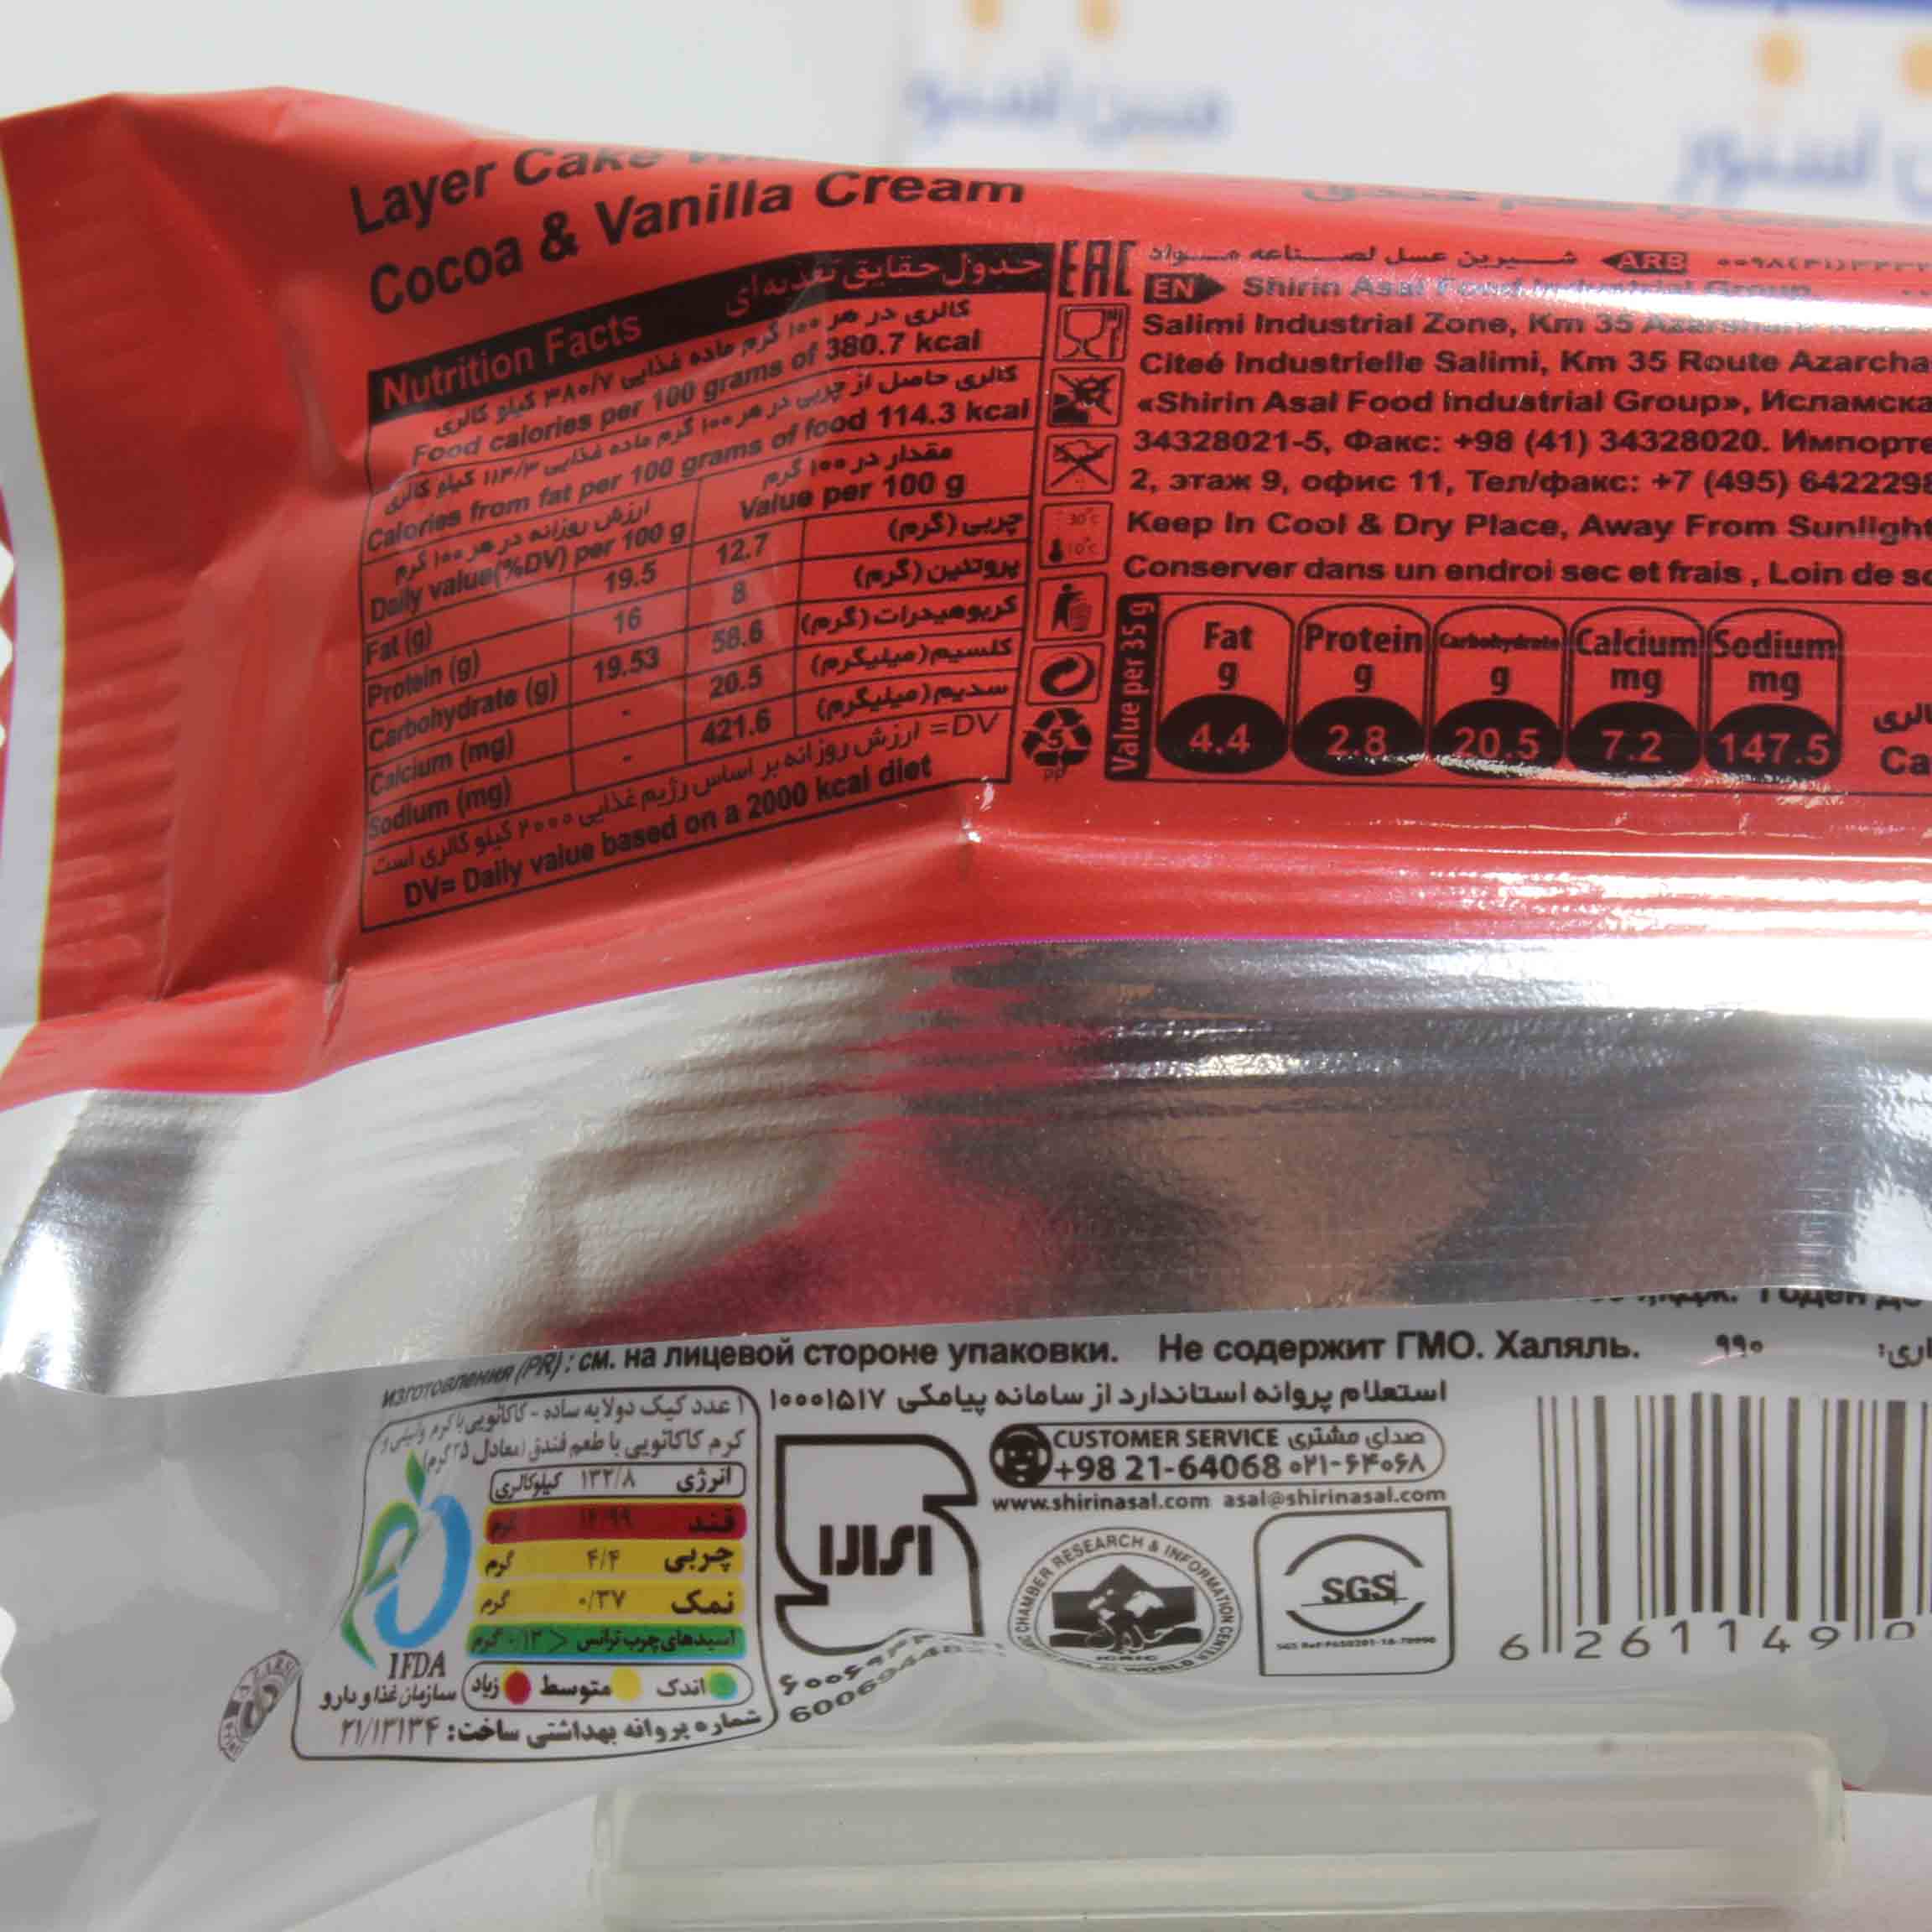 Layer Cake
Cocoa & Vanilla Cream
Nutrition Facts جدول حقایق تغذیه‌ای
کالری در هر ۱۰۰ گرم ماده غذایی ۳۸۰/۷ کیلو کالری
Food calories per 100 grams of 380.7 kcal
کالری حاصل از چربی در هر ۱۰۰ گرم ماده غذایی ۱۱۴/۳ کیلو کالری
Calories from fat per 100 grams of food 114.3 kcal
ارزش روزانه در هر ۱۰۰ گرم مقدار در ۱۰۰ گرم
Daily value(%DV) per 100 g Value per 100 g
Fat (g) 19.5 12.7 چربی (گرم)
Protein (g) 16 8 پروتئین (گرم)
Carbohydrate (g) 19.53 58.6 کربوهیدرات (گرم)
Calcium (mg) - 20.5 کلسیم (میلیگرم)
Sodium (mg) - 421.6 سدیم (میلیگرم)
DV= ارزش روزانه بر اساس رژیم غذایی ۲۰۰۰ کیلو کالری است
DV= Daily value based on a 2000 kcal diet
EAC
30°c
10°c
5
PP
ARB شیرین عسل لصناعه مواد
EN Shirin Asal Food Industrial Group.
Salimi Industrial Zone, Km 35
Citeé Industrielle Salimi, Km 35 Route Azarcha
«Shirin Asal Food Industrial Group», Исламска
34328021-5, Факс: +98 (41) 34328020. Импорте
2, этаж 9, офис 11, Тел/факс: +7 (495) 6422298
Keep In Cool & Dry Place, Away From Sunligh
Conserver dans un endroi sec et frais , Loin de so
Value per 35 g
Fat g 4.4
Protein g 2.8
Carbohydrate g 20.5
Calcium mg 7.2
Sodium mg 147.5
Ca
изготовления (PR) : см. на лицевой стороне упаковки. Не содержит ГМО. Халяль.
۹۹۰
استعلام پروانه استاندارد از سامانه پیامکی ۱۰۰۰۱۵۱۷
۱ عدد کیک دولایه ساده - کاکائویی با کرم وانیلی و
کرم کاکائویی با طعم فندق (معادل ۳۵ گرم)
انرژی ۱۳۲/۸ کیلوکالری
قند ۱۲/۹۹ گرم
چربی ۴/۴ گرم
نمک ۰/۳۷ گرم
اسیدهای چرب ترانس < ۰/۱۳ گرم
اندک متوسط زیاد
IFDA
سازمان غذا و دارو
شماره پروانه بهداشتی ساخت: ۲۱/۱۳۱۳۴
صدای مشتری CUSTOMER SERVICE
+98 21-64068 ۰۲۱-۶۴۰۶۸
www.shirinasal.com asal@shirinasal.com
CHAMBER RESEARCH & INFORMATION CENTER
حلال
ICRIC
SGS
6 261149 0